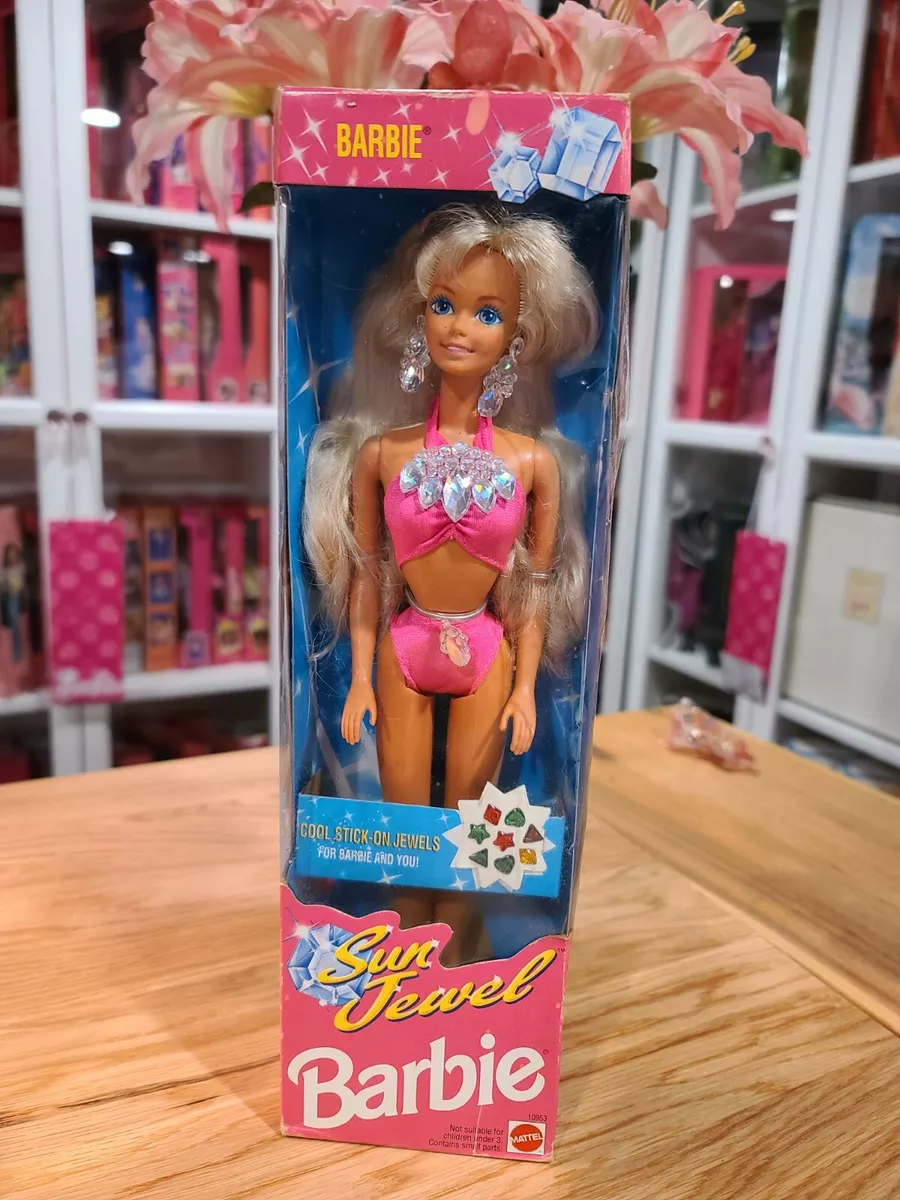 BARBIE®
COOL STICK-ON JEWELS
FOR BARBIE AND YOU!
Sun
Jewel™
Barbie®
10953
Not suitable for
children under 3.
Contains small parts.
MATTEL